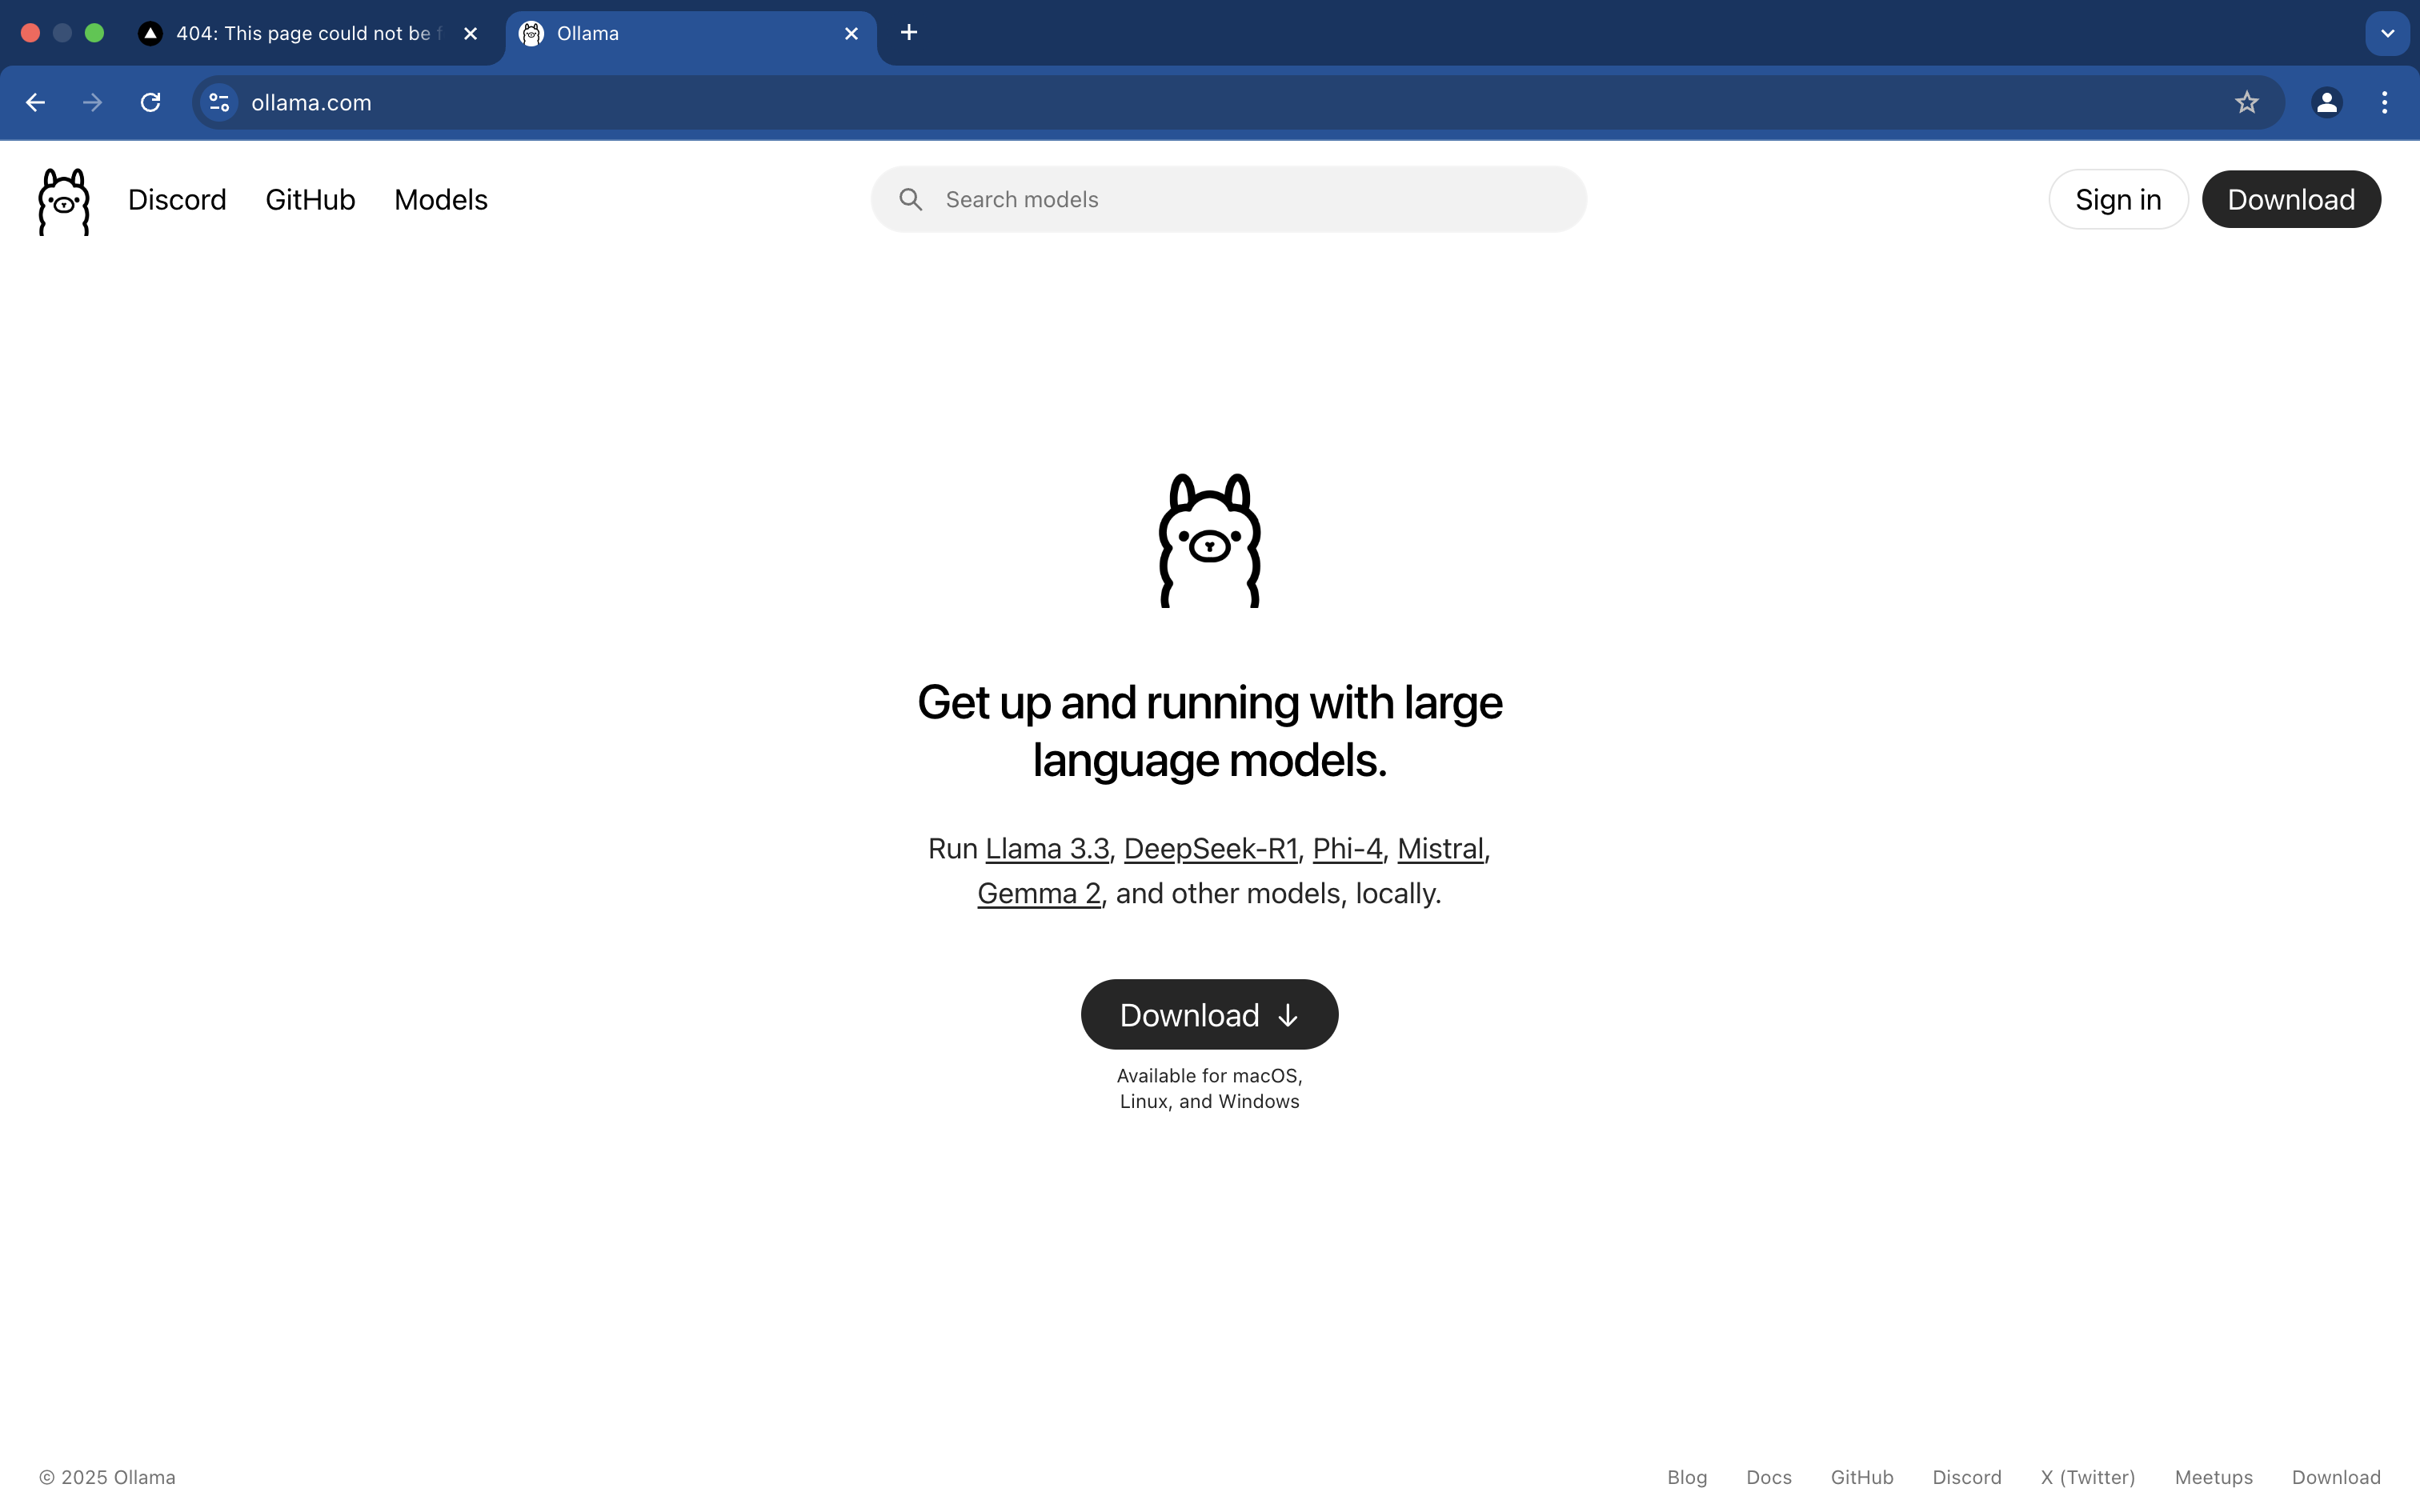 404: This page could not be f
Ollama
ollama.com
Discord GitHub Models
Search models
Sign in Download
Get up and running with large
language models.
Run Llama 3.3, DeepSeek-R1, Phi-4, Mistral,
Gemma 2, and other models, locally.
Download ↓
Available for macOS,
Linux, and Windows
© 2025 Ollama
Blog Docs GitHub Discord X (Twitter) Meetups Download